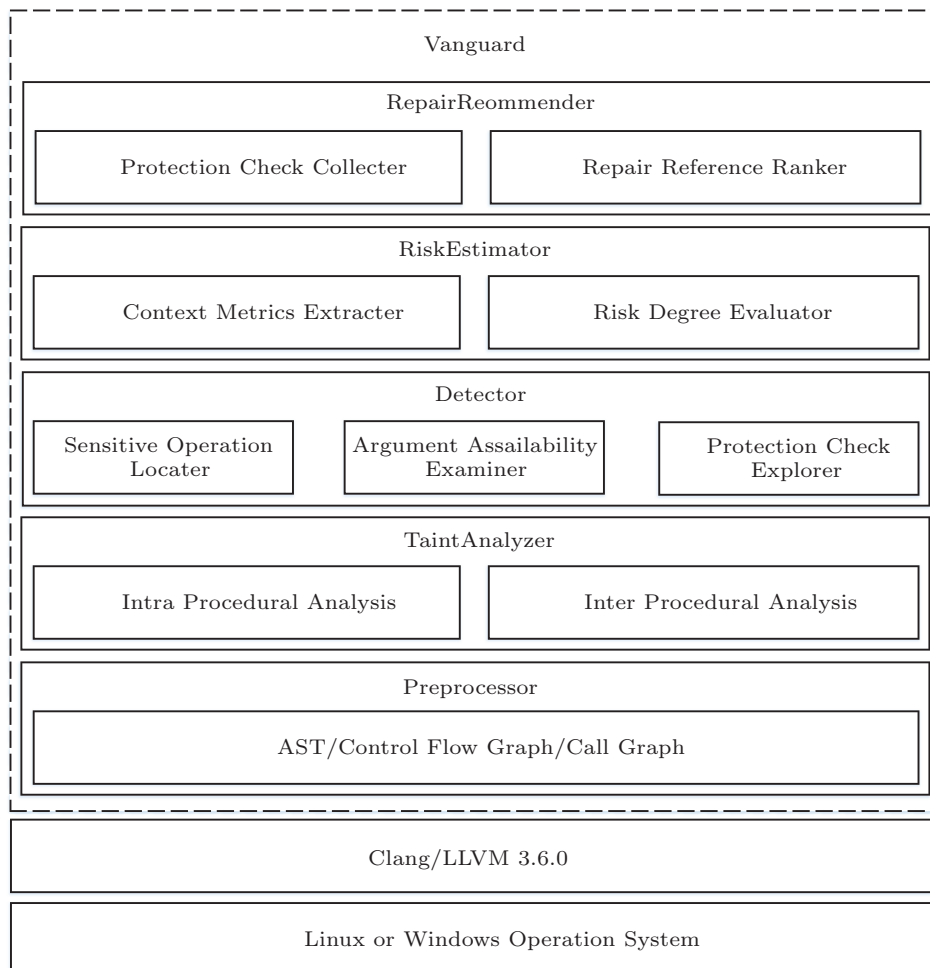 Vanguard
RepairReommender
Protection Check Collecter
Repair Reference Ranker
RiskEstimator
Context Metrics Extracter
Risk Degree Evaluator
Detector
Sensitive Operation
Locater
Argument Assailability
Examiner
Protection Check
Explorer
TaintAnalyzer
Intra Procedural Analysis
Inter Procedural Analysis
Preprocessor
AST/Control Flow Graph/Call Graph
Clang/LLVM 3.6.0
Linux or Windows Operation System